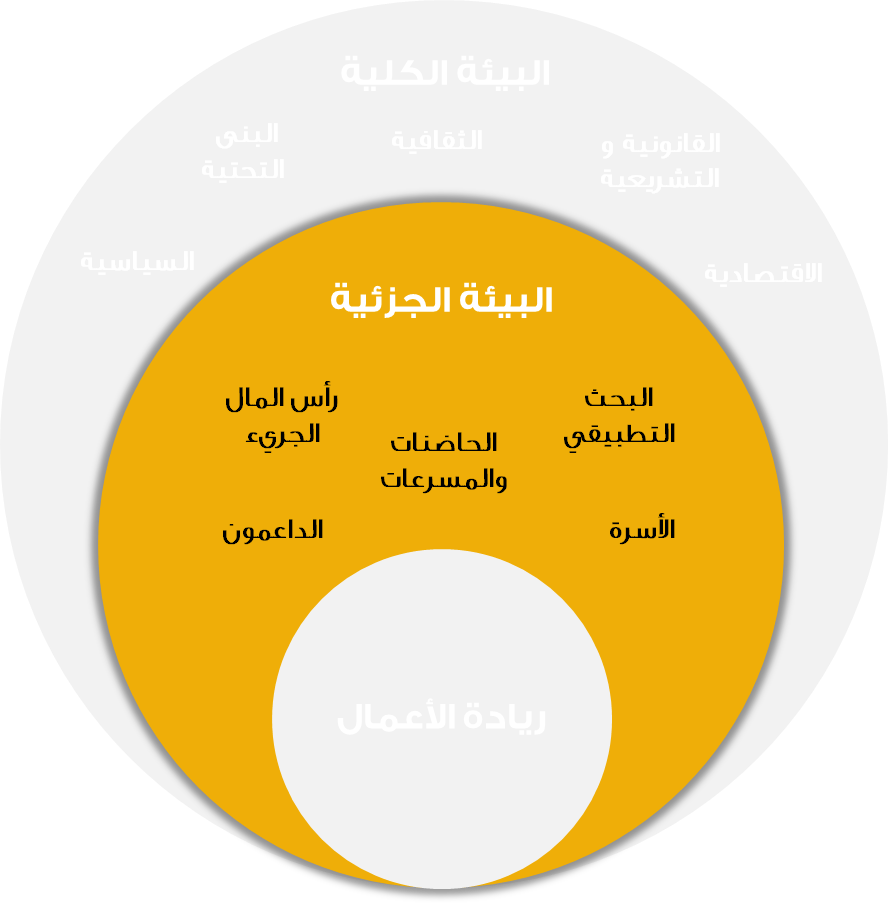 البيئة الكلية
القانونية و
التشريعية
الثقافية
البنى
التحتية
الاقتصادية
السياسية
البيئة الجزئية
البحث
التطبيقي
الحاضنات
والمسرعات
رأس المال
الجريء
الأسرة
الداعمون
ريادة الأعمال